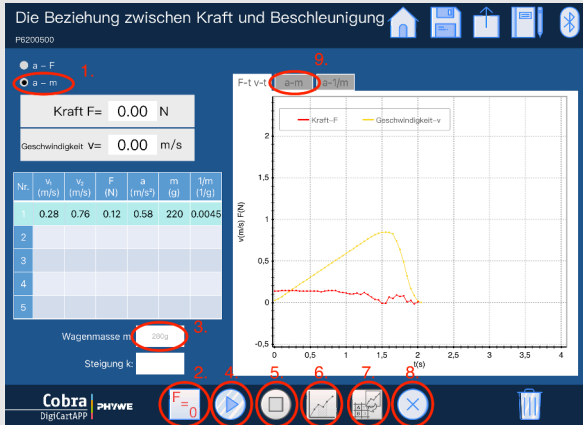 Die Beziehung zwischen Kraft und Beschleunigung
P6200500
a – F
1.
a – m
Kraft F= 0.00 N
Geschwindigkeit v= 0.00 m/s
Nr. v₁ (m/s) v₂ (m/s) F (N) a (m/s²) m (g) 1/m (1/g)
1 0.28 0.76 0.12 0.58 220 0.0045
2
3
4
5
Wagenmasse m 280g 3.
Steigung k:
9.
F-t v-t a-m a-1/m
Kraft-F Geschwindigkeit-v
v(m/s) F(N)
2
1,5
1
0,5
0
-0,5
0 0,5 1 1,5 2 2,5 3 3,5 4
t(s)
2. 4. 5. 6. 7. 8.
F=0
Cobra
DigiCartAPP
PHYWE